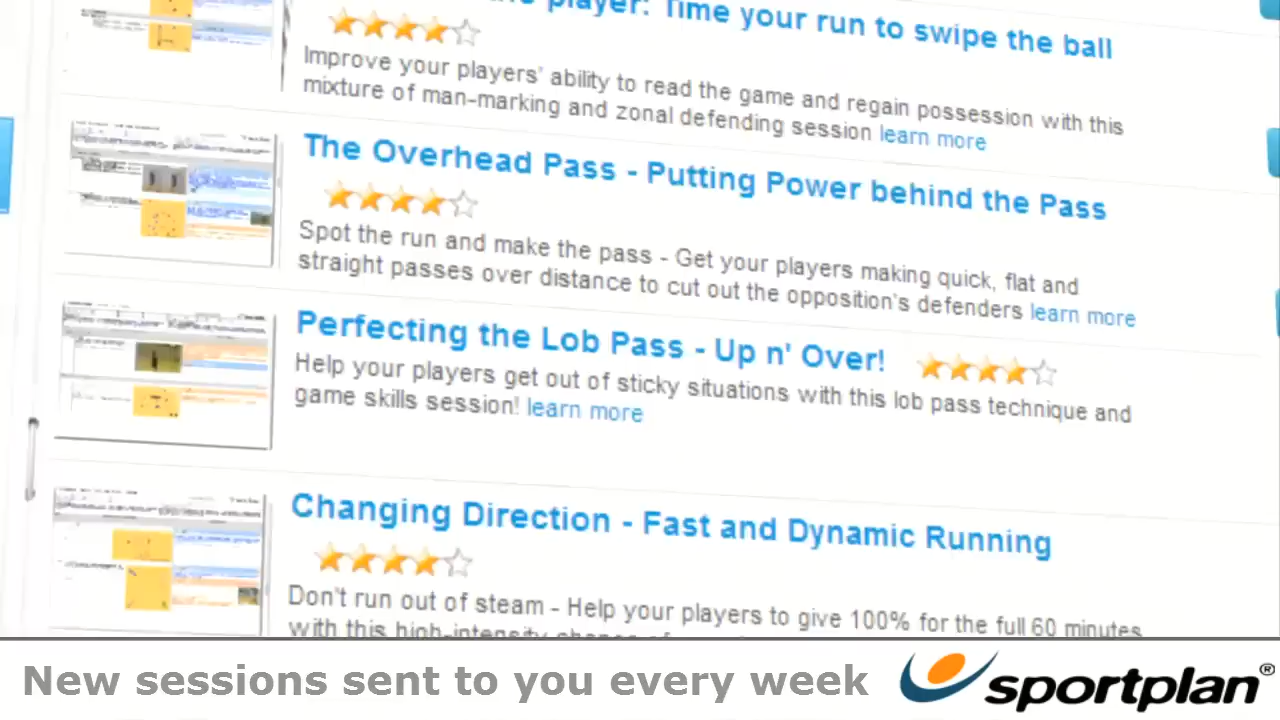 player: Time your run to swipe the ball
Improve your players' ability to read the game and regain possession with this
mixture of man-marking and zonal defending session learn more
The Overhead Pass - Putting Power behind the Pass
Spot the run and make the pass - Get your players making quick, flat and
straight passes over distance to cut out the opposition's defenders learn more
Perfecting the Lob Pass - Up n' Over!
Help your players get out of sticky situations with this lob pass technique and
game skills session! learn more
Changing Direction - Fast and Dynamic Running
Don't run out of steam - Help your players to give 100% for the full 60 minutes
with this high-intensity change of
New sessions sent to you every week
sportplan®